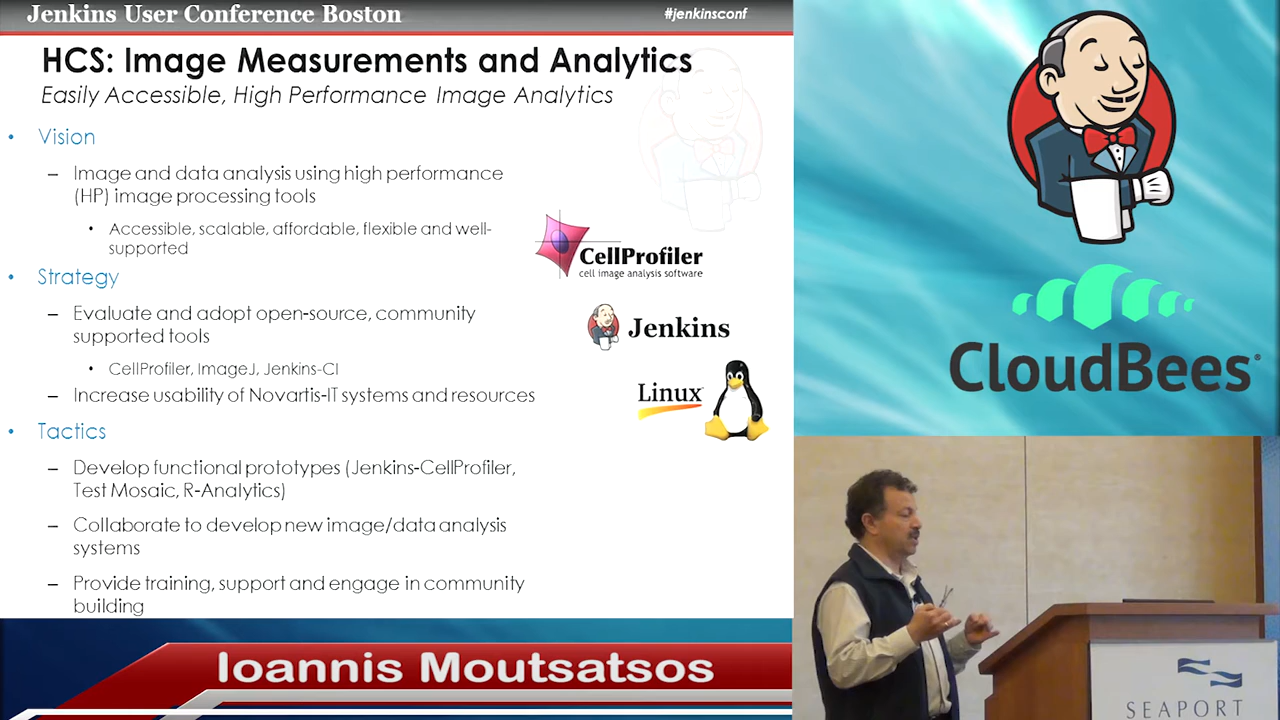 Jenkins User Conference Boston
#jenkinsconf
HCS: Image Measurements and Analytics
Easily Accessible, High Performance Image Analytics
• Vision
– Image and data analysis using high performance
(HP) image processing tools
• Accessible, scalable, affordable, flexible and well-
supported
• Strategy
– Evaluate and adopt open-source, community
supported tools
• CellProfiler, ImageJ, Jenkins-CI
– Increase usability of Novartis-IT systems and resources
• Tactics
– Develop functional prototypes (Jenkins-CellProfiler,
Test Mosaic, R-Analytics)
– Collaborate to develop new image/data analysis
systems
– Provide training, support and engage in community
building
CellProfiler
cell image analysis software
Jenkins
Linux
Ioannis Moutsatsos
CloudBees
SEAPORT